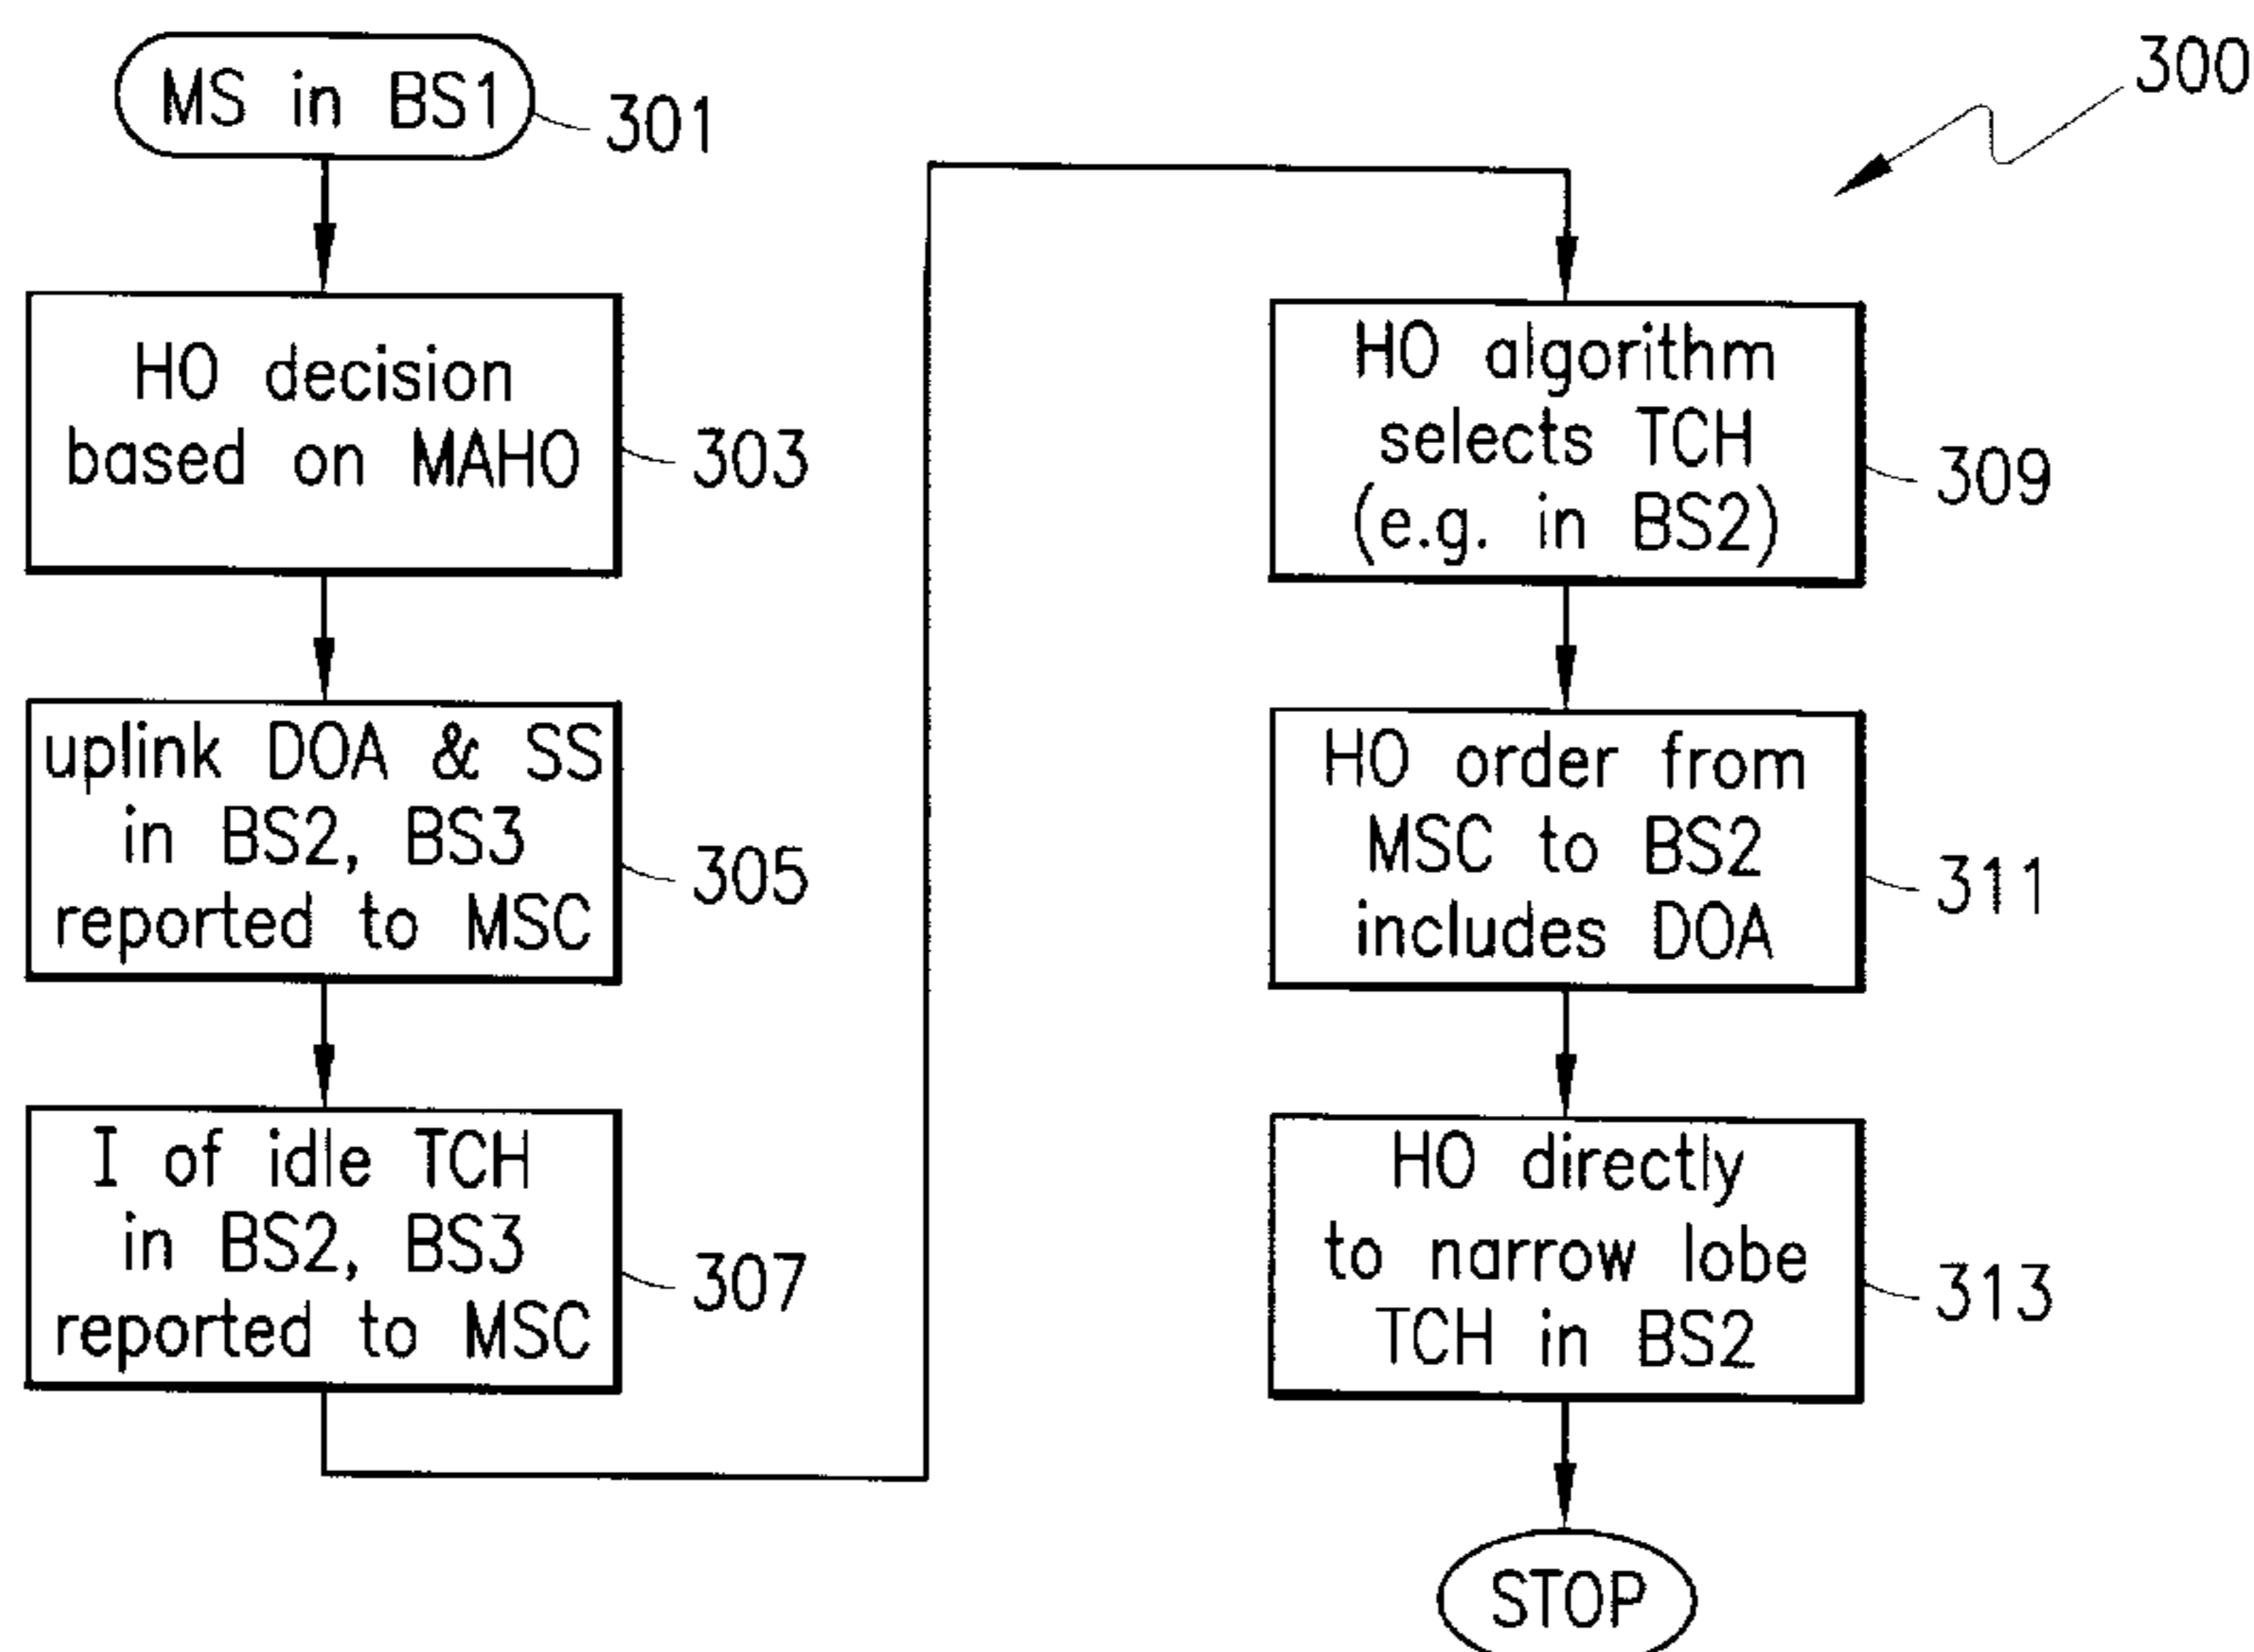 MS in BS1
301
HO decision
based on MAHO
303
uplink DOA & SS
in BS2, BS3
reported to MSC
305
I of idle TCH
in BS2, BS3
reported to MSC
307
300
HO algorithm
selects TCH
(e.g. in BS2)
309
HO order from
MSC to BS2
includes DOA
311
HO directly
to narrow lobe
TCH in BS2
313
STOP